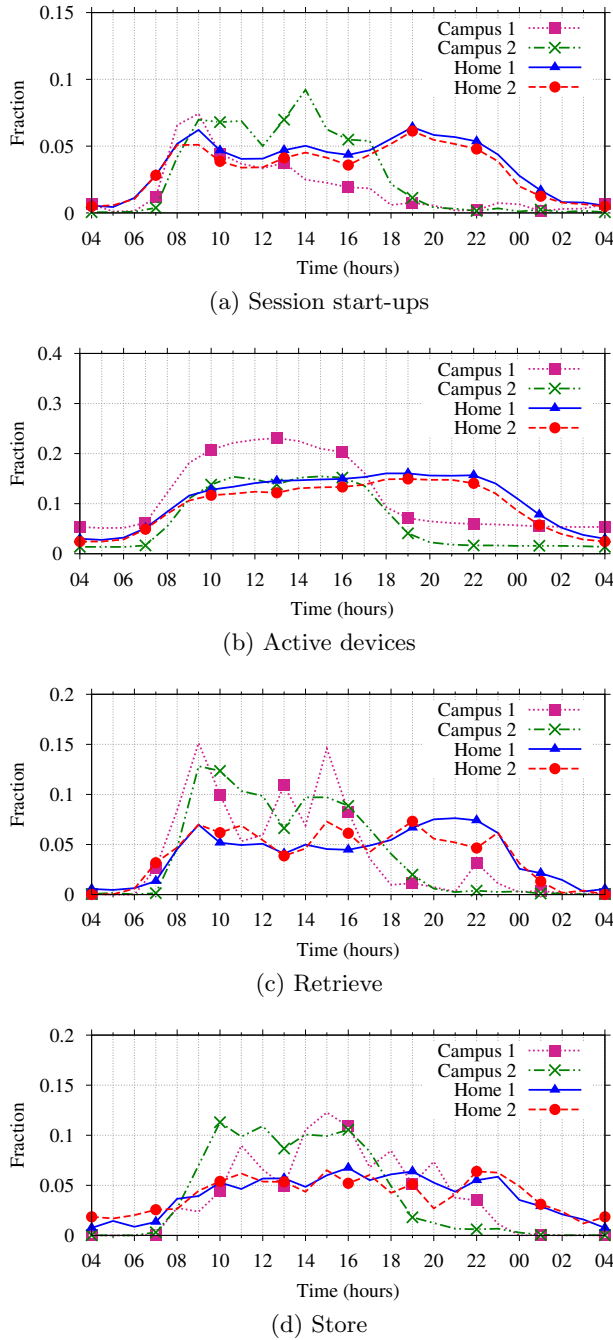 0.15
Campus 1
Campus 2
Home 1
Home 2
0.1
0.05
0
Fraction
04 06 08 10 12 14 16 18 20 22 00 02 04
Time (hours)
(a) Session start-ups
0.4
Campus 1
Campus 2
Home 1
Home 2
0.3
0.2
0.1
0
Fraction
04 06 08 10 12 14 16 18 20 22 00 02 04
Time (hours)
(b) Active devices
0.2
Campus 1
Campus 2
Home 1
Home 2
0.15
0.1
0.05
0
Fraction
04 06 08 10 12 14 16 18 20 22 00 02 04
Time (hours)
(c) Retrieve
0.2
Campus 1
Campus 2
Home 1
Home 2
0.15
0.1
0.05
0
Fraction
04 06 08 10 12 14 16 18 20 22 00 02 04
Time (hours)
(d) Store